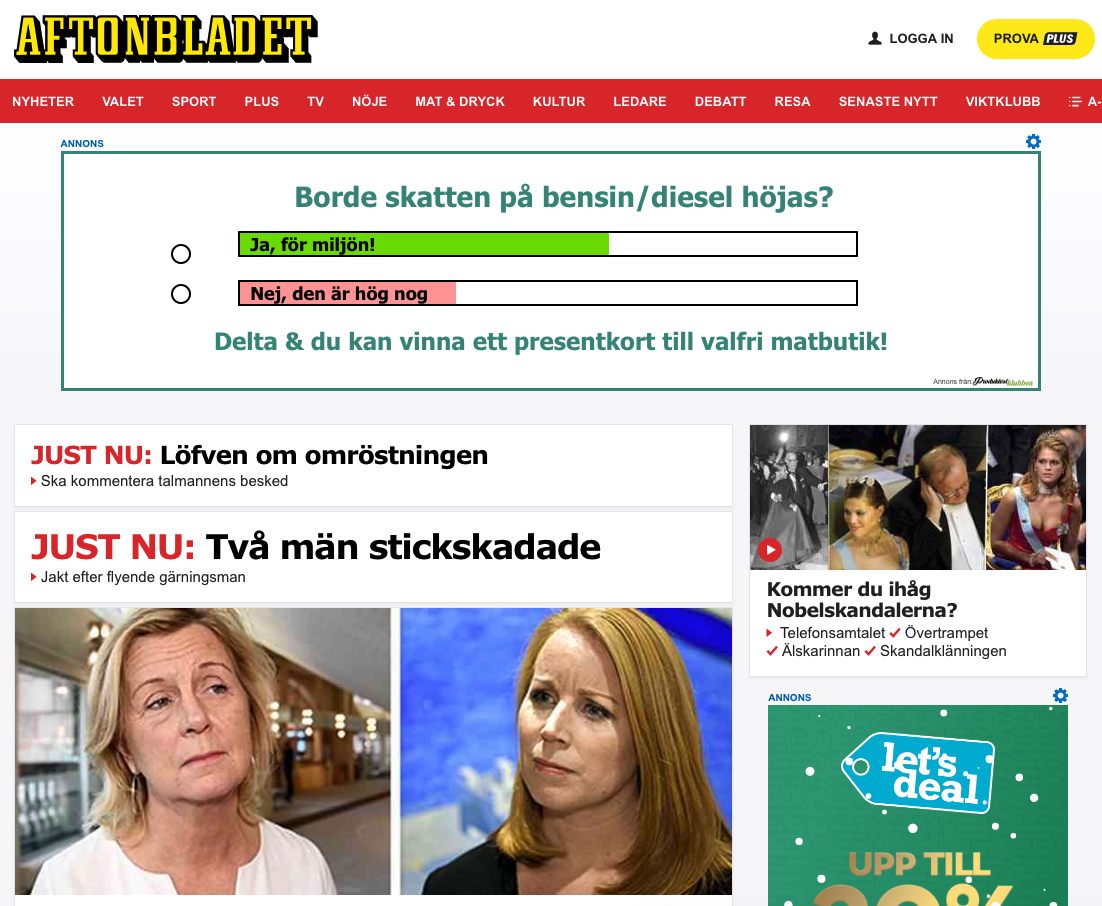 AFTONBLADET
LOGGA IN
PROVA PLUS
NYHETER VALET SPORT PLUS TV NÖJE MAT & DRYCK KULTUR LEDARE DEBATT RESA SENASTE NYTT VIKTKLUBB A-
ANNONS
Borde skatten på bensin/diesel höjas?
Ja, för miljön!
Nej, den är hög nog
Delta & du kan vinna ett presentkort till valfri matbutik!
Annons från: Produkttestklubben
JUST NU: Löfven om omröstningen
Ska kommentera talmannens besked
JUST NU: Två män stickskadade
Jakt efter flyende gärningsman
Kommer du ihåg
Nobelskandalerna?
Telefonsamtalet Övertrampet
Älskarinnan Skandalklänningen
ANNONS
let's
deal
UPP TILL